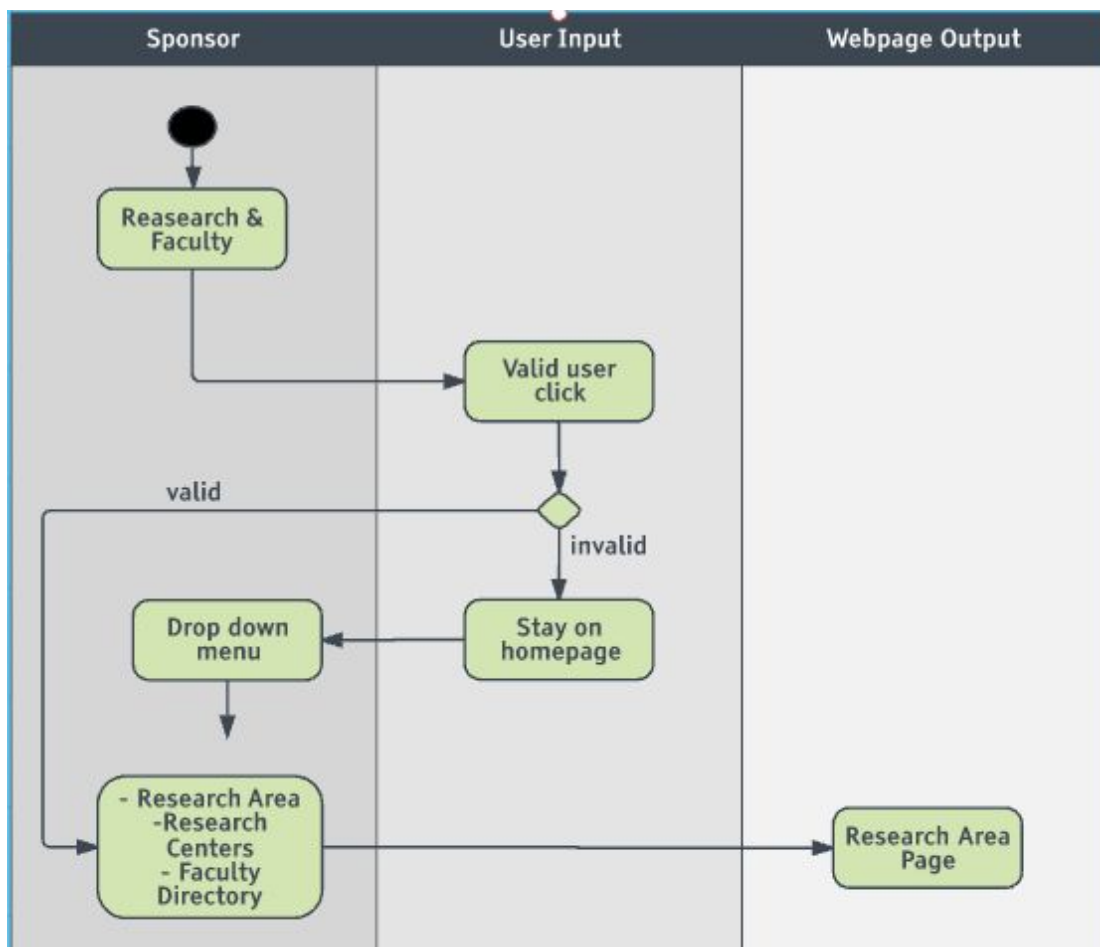 Sponsor
User Input
Webpage Output
Reasearch &
Faculty
Valid user
click
valid
invalid
Drop down
menu
Stay on
homepage
- Research Area
-Research
Centers
- Faculty
Directory
Research Area
Page